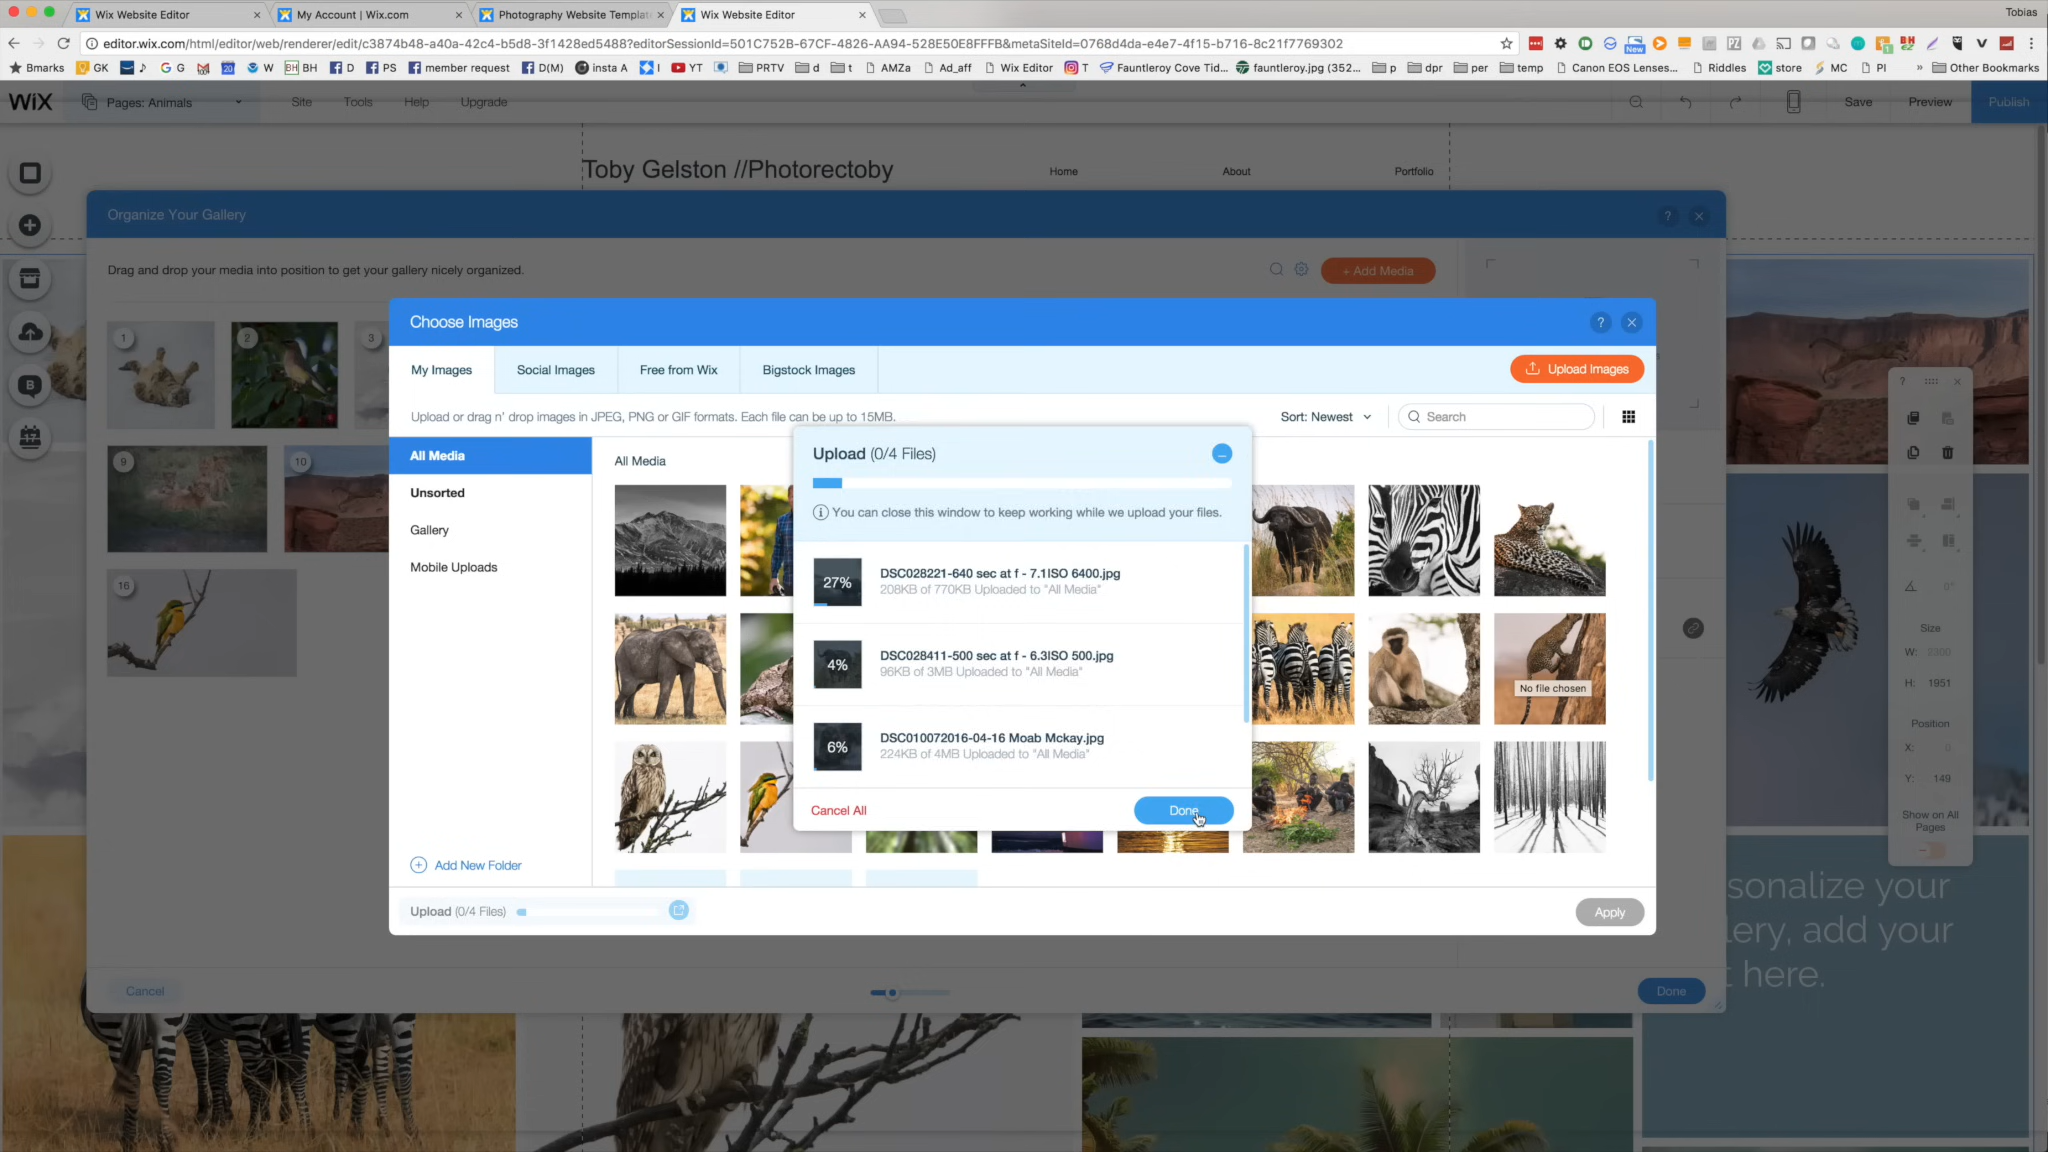 Wix Website Editor
My Account | Wix.com
Photography Website Templat
Wix Website Editor
Tobias
editor.wix.com/html/editor/web/renderer/edit/c3874b48-a40a-42c4-b5d8-3f1428ed5488?editorSessionId=501C752B-67CF-4826-AA94-528E50E8FFFB&metaSiteId=0768d4da-e4e7-4f15-b716-8c21f7769302
New
Bmarks GK G W BH BH D PS member request D(M) insta A I YT PRTV d t AMZa Ad_aff Wix Editor T Fauntleroy Cove Tid... fauntleroy.jpg (352... p dpr per temp Canon EOS Lenses... Riddles store MC PI » Other Bookmarks
WiX Pages: Animals Site Tools Help Upgrade Save Preview Publish
Toby Gelston //Photorectoby
Home About Portfolio
Organize Your Gallery
Drag and drop your media into position to get your gallery nicely organized.
+ Add Media
1
2
3
9
10
16
Choose Images
My Images Social Images Free from Wix Bigstock Images
Upload Images
Upload or drag n' drop images in JPEG, PNG or GIF formats. Each file can be up to 15MB.
Sort: Newest
Search
All Media
Unsorted
Gallery
Mobile Uploads
Add New Folder
All Media
Upload (0/4 Files)
You can close this window to keep working while we upload your files.
27%
DSC028221-640 sec at f - 7.1ISO 6400.jpg
208KB of 770KB Uploaded to "All Media"
4%
DSC028411-500 sec at f - 6.3ISO 500.jpg
96KB of 3MB Uploaded to "All Media"
6%
DSC010072016-04-16 Moab Mckay.jpg
224KB of 4MB Uploaded to "All Media"
Cancel All
Done
No file chosen
Upload (0/4 Files)
Apply
Cancel
Done
0°
Size
W: 2300
H: 1951
Position
X: 0
Y: 149
Show on All
Pages
sonalize your
lery, add your
t here.